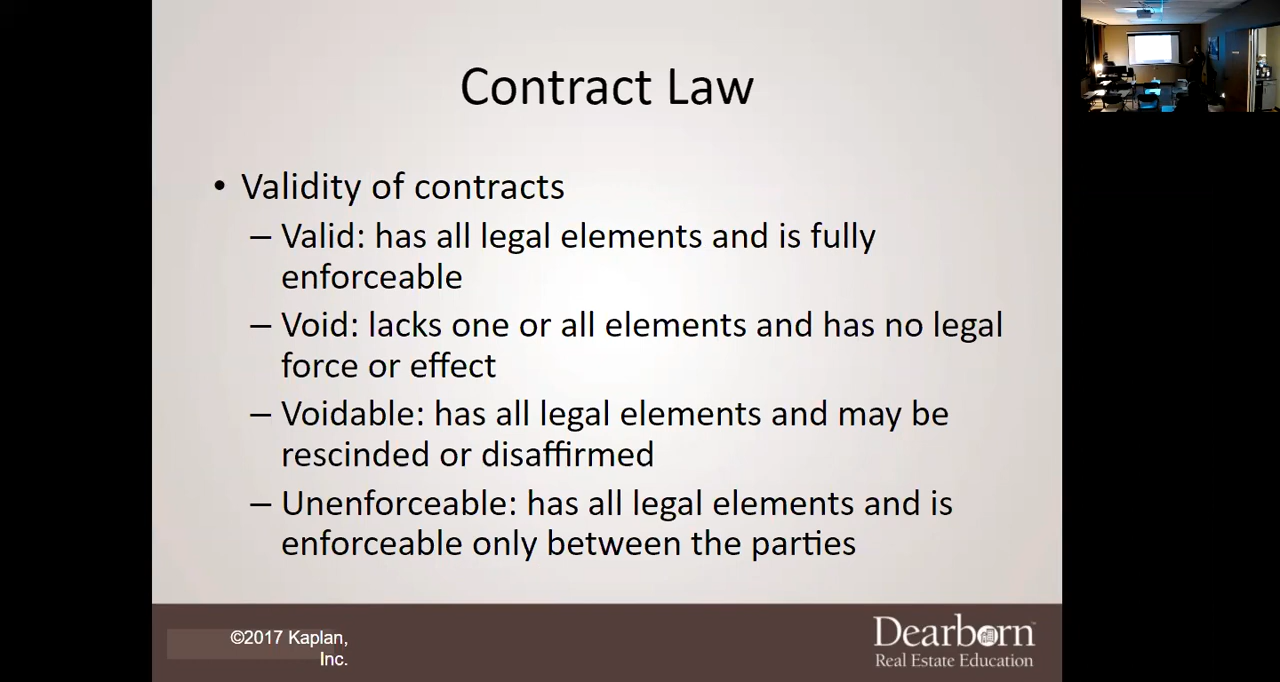 Contract Law
• Validity of contracts
– Valid: has all legal elements and is fully
enforceable
– Void: lacks one or all elements and has no legal
force or effect
– Voidable: has all legal elements and may be
rescinded or disaffirmed
– Unenforceable: has all legal elements and is
enforceable only between the parties
©2017 Kaplan,
Inc.
Dearborn™
Real Estate Education